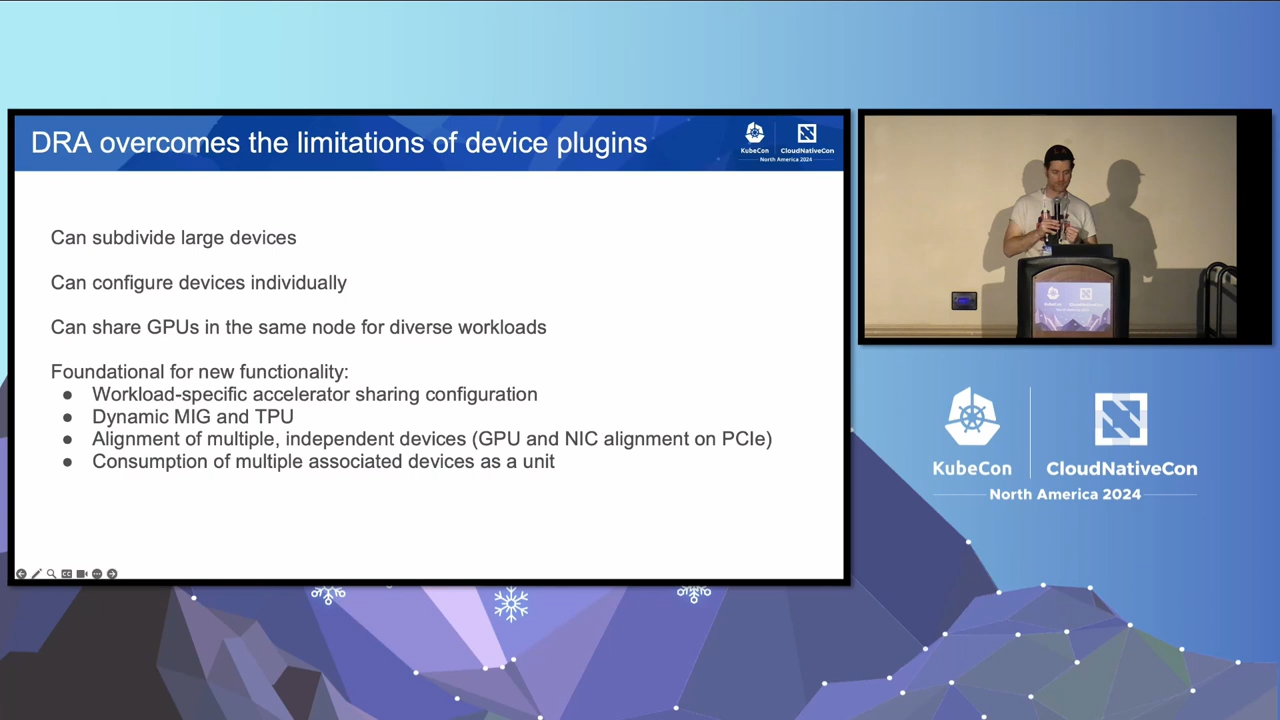 DRA overcomes the limitations of device plugins
KubeCon
CloudNativeCon
North America 2024
Can subdivide large devices
Can configure devices individually
Can share GPUs in the same node for diverse workloads
Foundational for new functionality:
● Workload-specific accelerator sharing configuration
● Dynamic MIG and TPU
● Alignment of multiple, independent devices (GPU and NIC alignment on PCIe)
● Consumption of multiple associated devices as a unit
KubeCon
CloudNativeCon
North America 2024